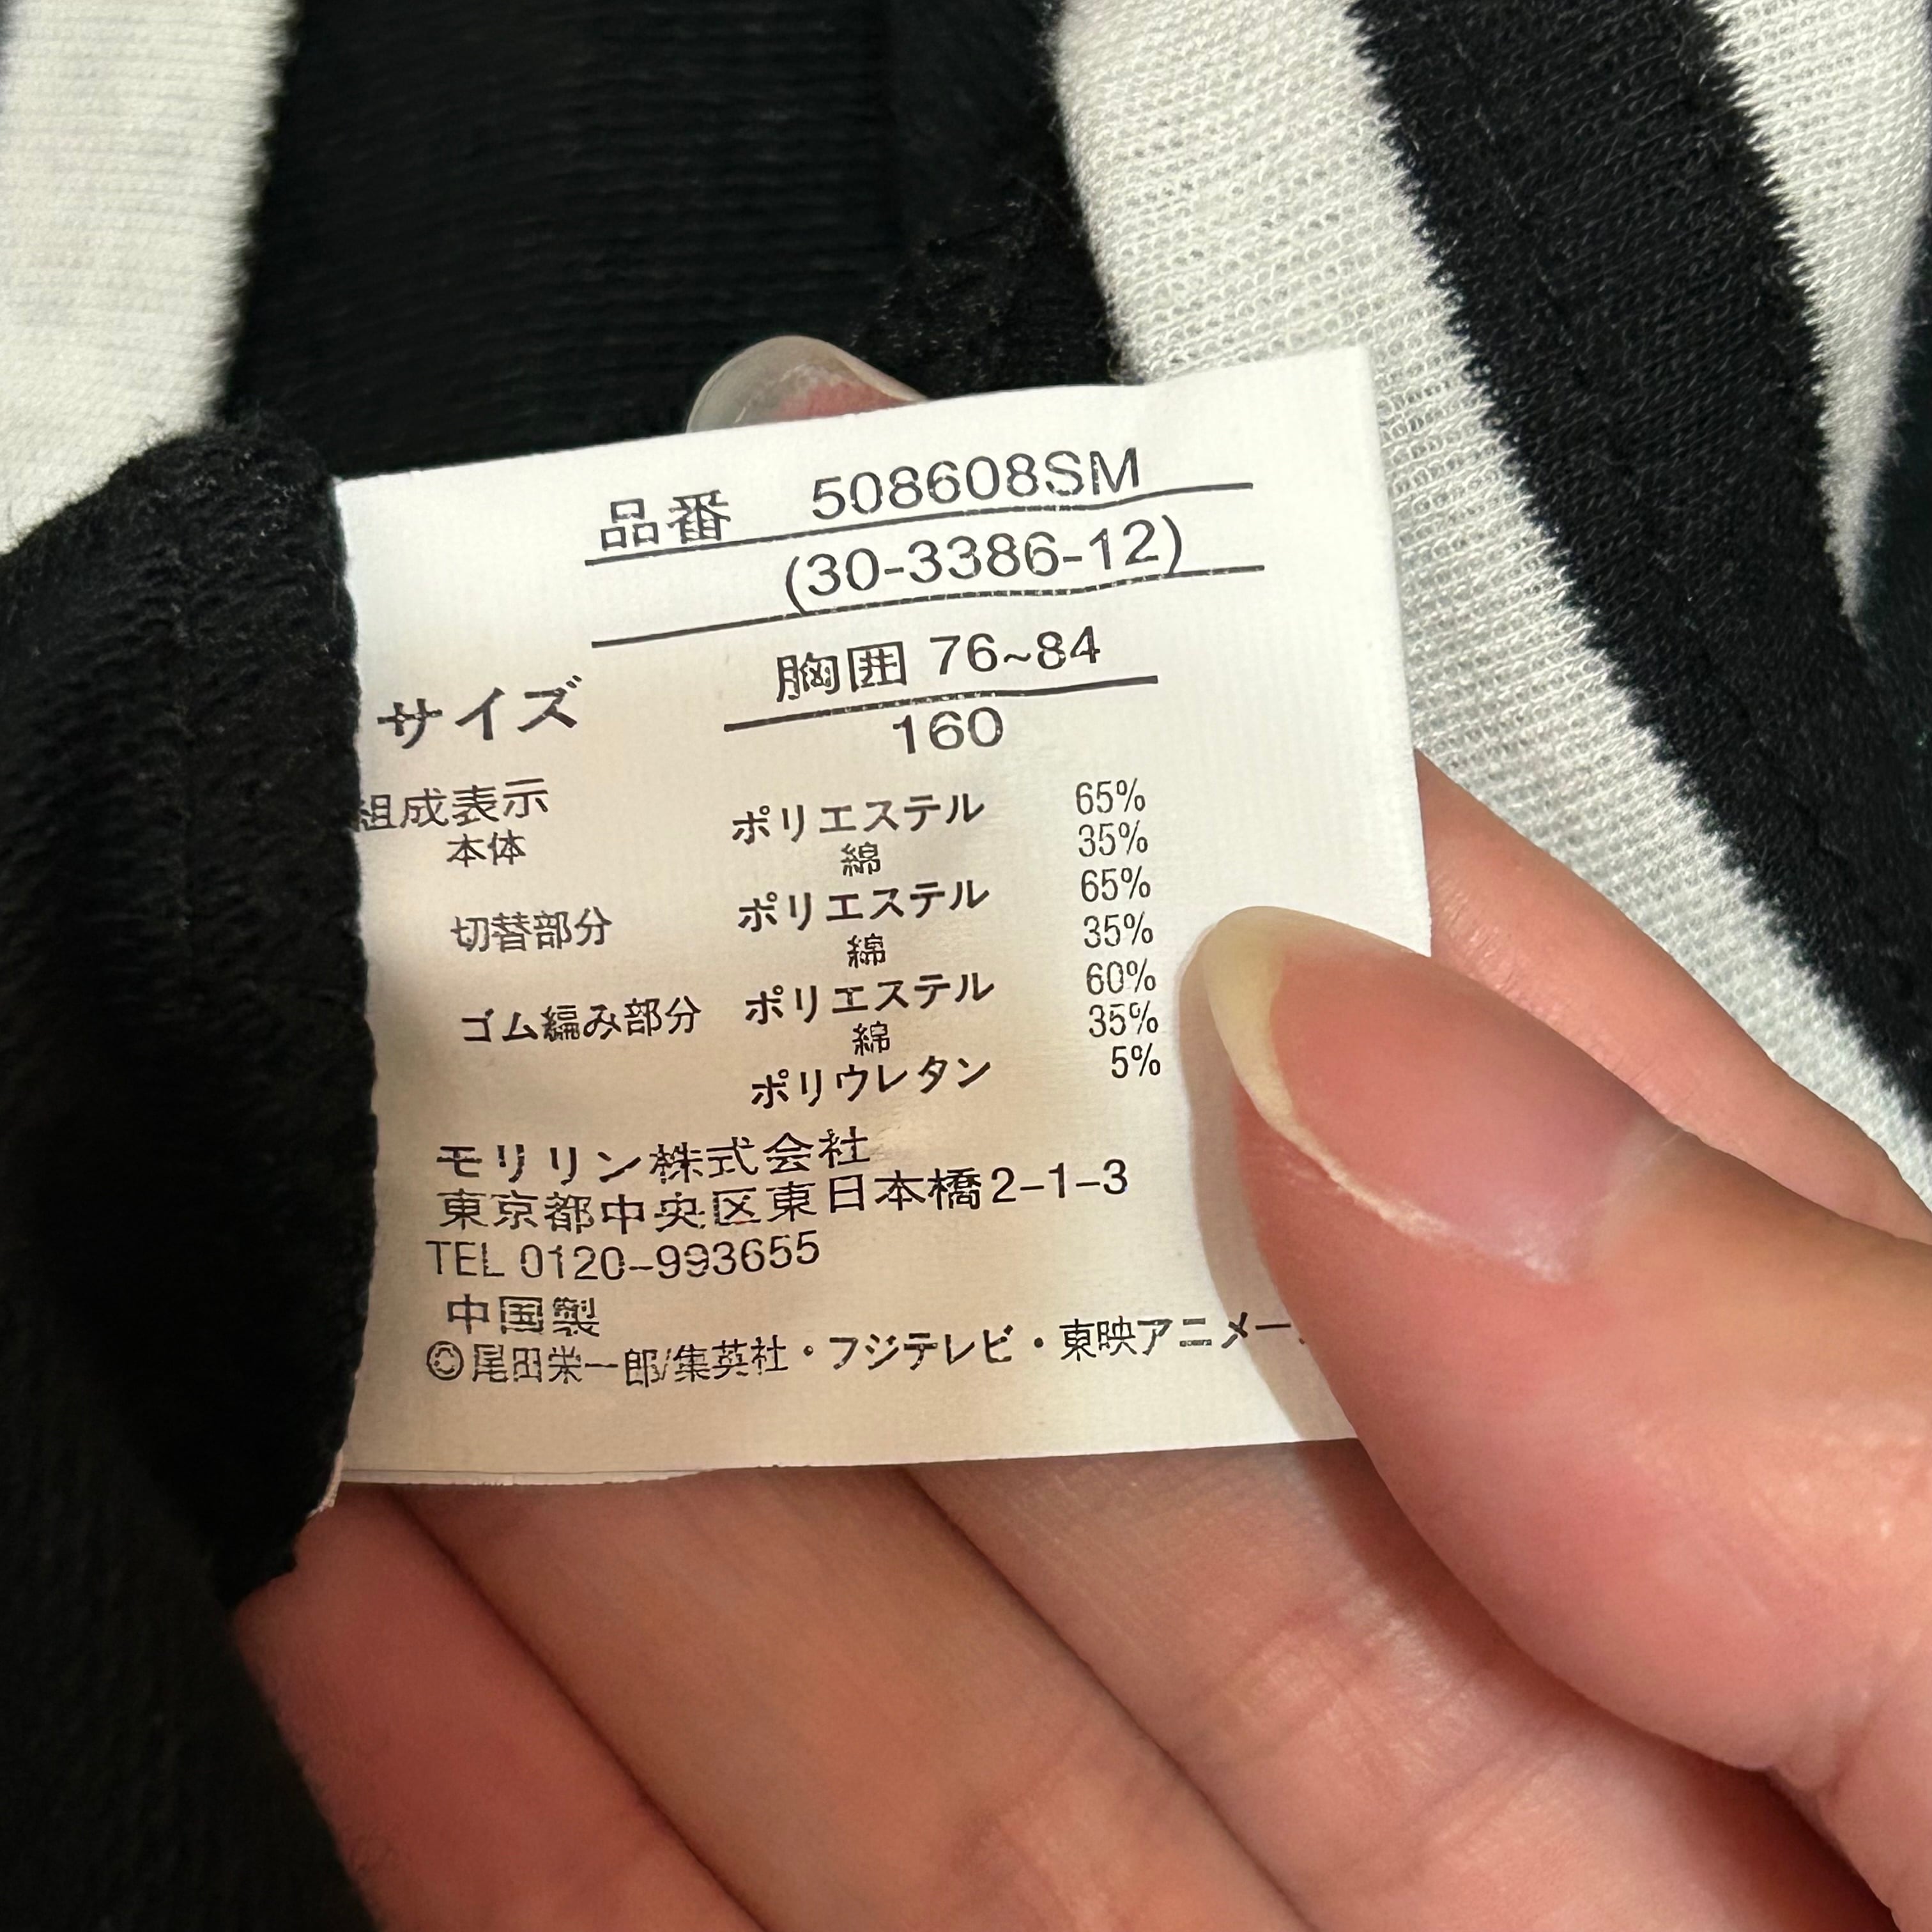 品番 508608SM
(30-3386-12)
サイズ 胸囲 76~84
160
組成表示
本体 ポリエステル 65%
綿 35%
切替部分 ポリエステル 65%
綿 35%
ゴム編み部分 ポリエステル 60%
綿 35%
ポリウレタン 5%
モリリン株式会社
東京都中央区東日本橋2-1-3
TEL 0120-993655
中国製
©尾田栄一郎/集英社・フジテレビ・東映アニメー